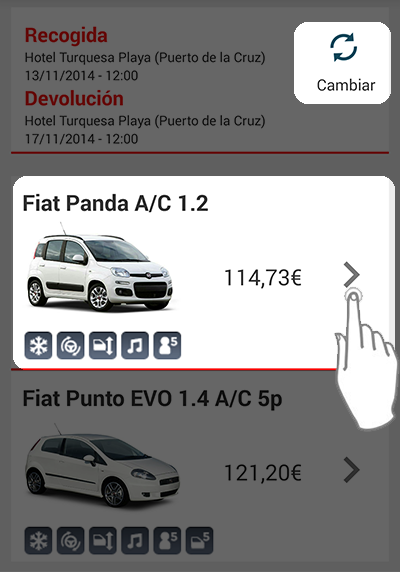 Recogida
Hotel Turquesa Playa (Puerto de la Cruz)
13/11/2014 - 12:00
Cambiar
Devolución
Hotel Turquesa Playa (Puerto de la Cruz)
17/11/2014 - 12:00
Fiat Panda A/C 1.2
114,73€
5
Fiat Punto EVO 1.4 A/C 5p
121,20€
5 5